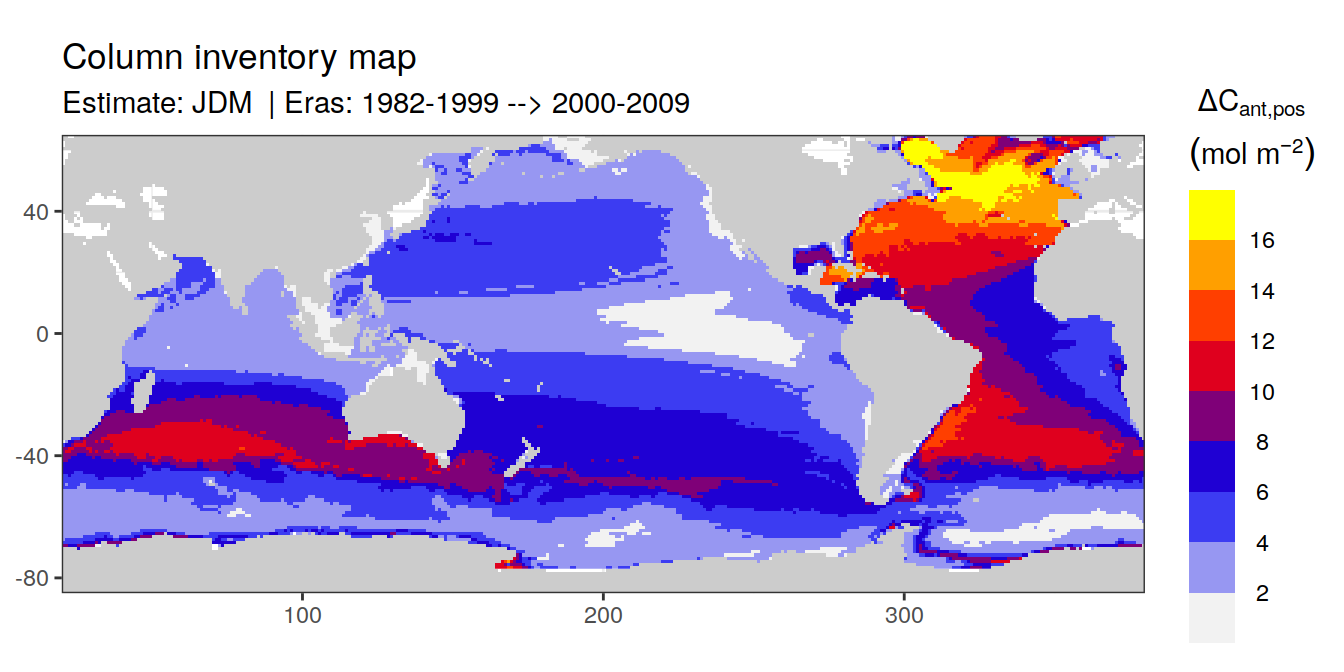 Column inventory map
Estimate: JDM | Eras: 1982-1999 --> 2000-2009
ΔCant,pos
(mol m−2)
16
14
12
10
8
6
4
2
40
0
-40
-80
100 200 300